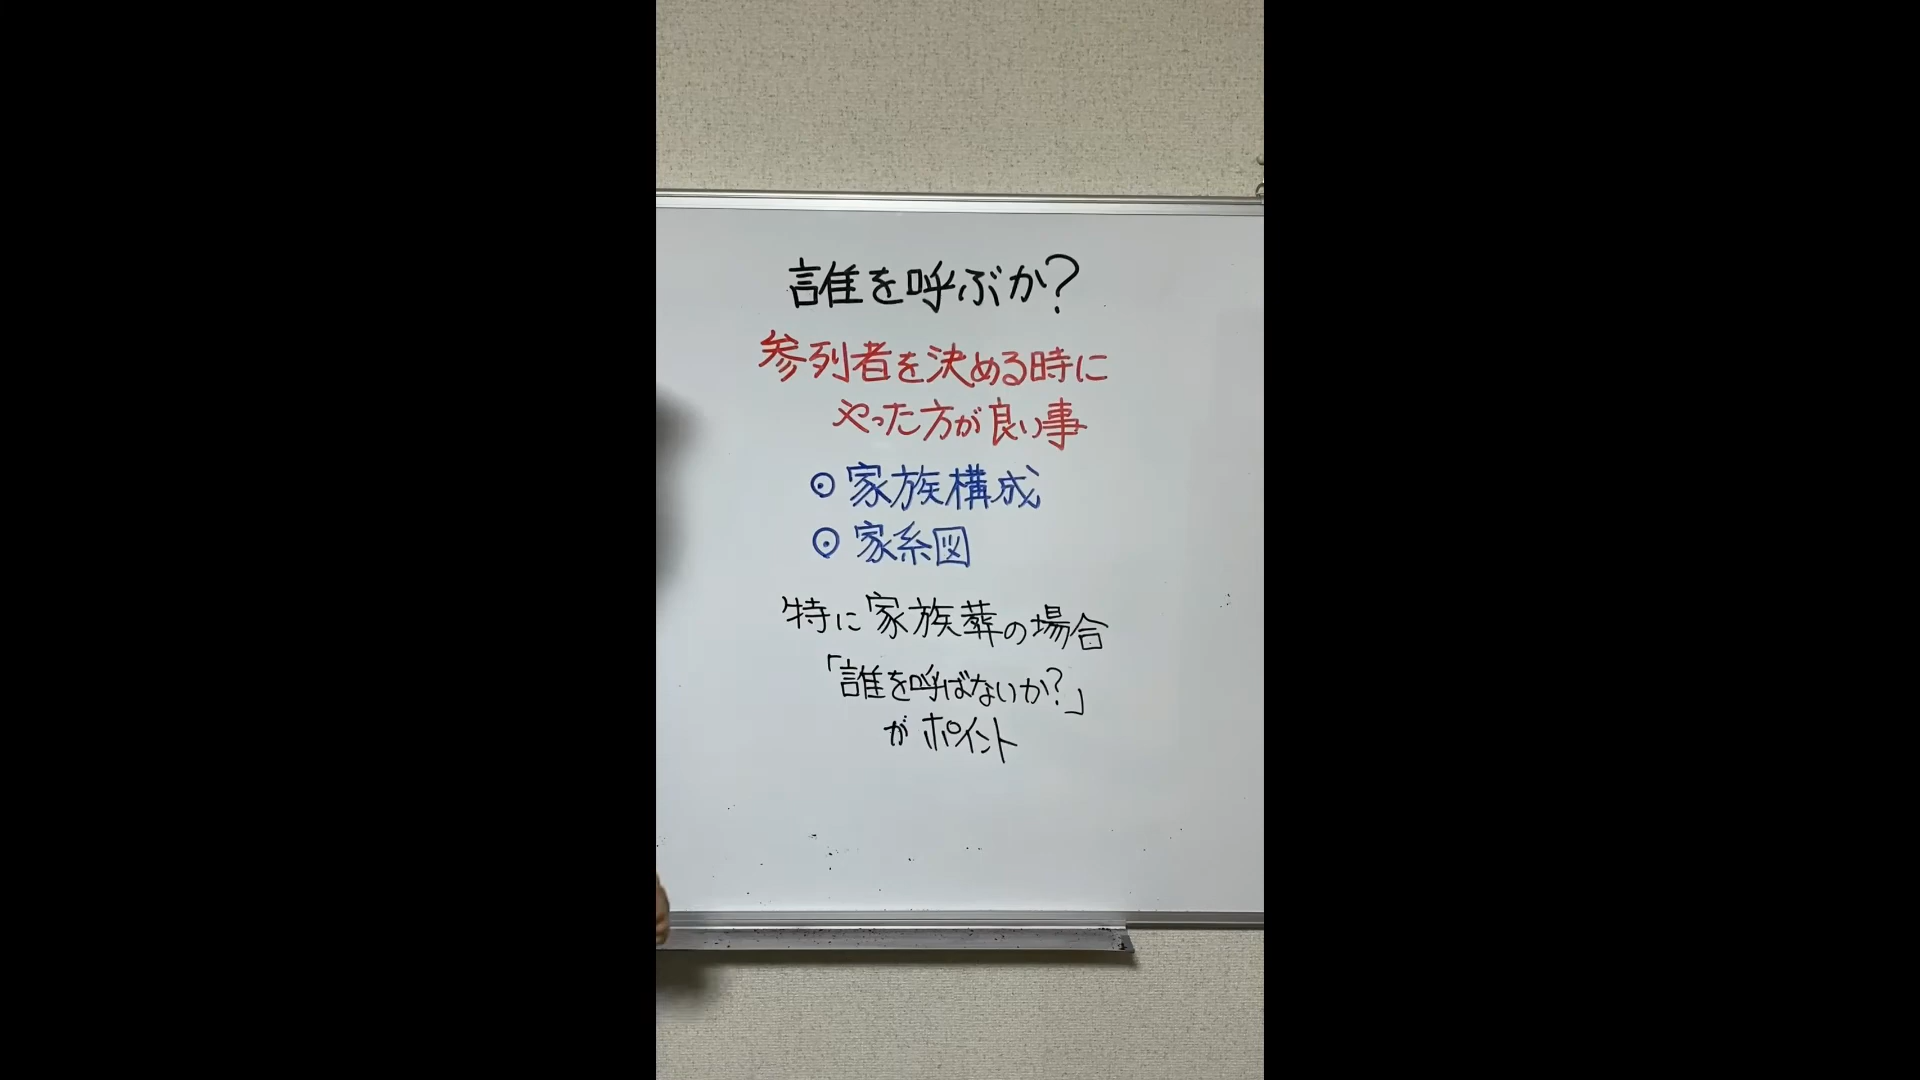 誰を呼ぶか?
参列者を決める時に
やった方が良い事
⊙ 家族構成
⊙ 家系図
特に家族葬の場合
「誰を呼ばないか?」
がポイント